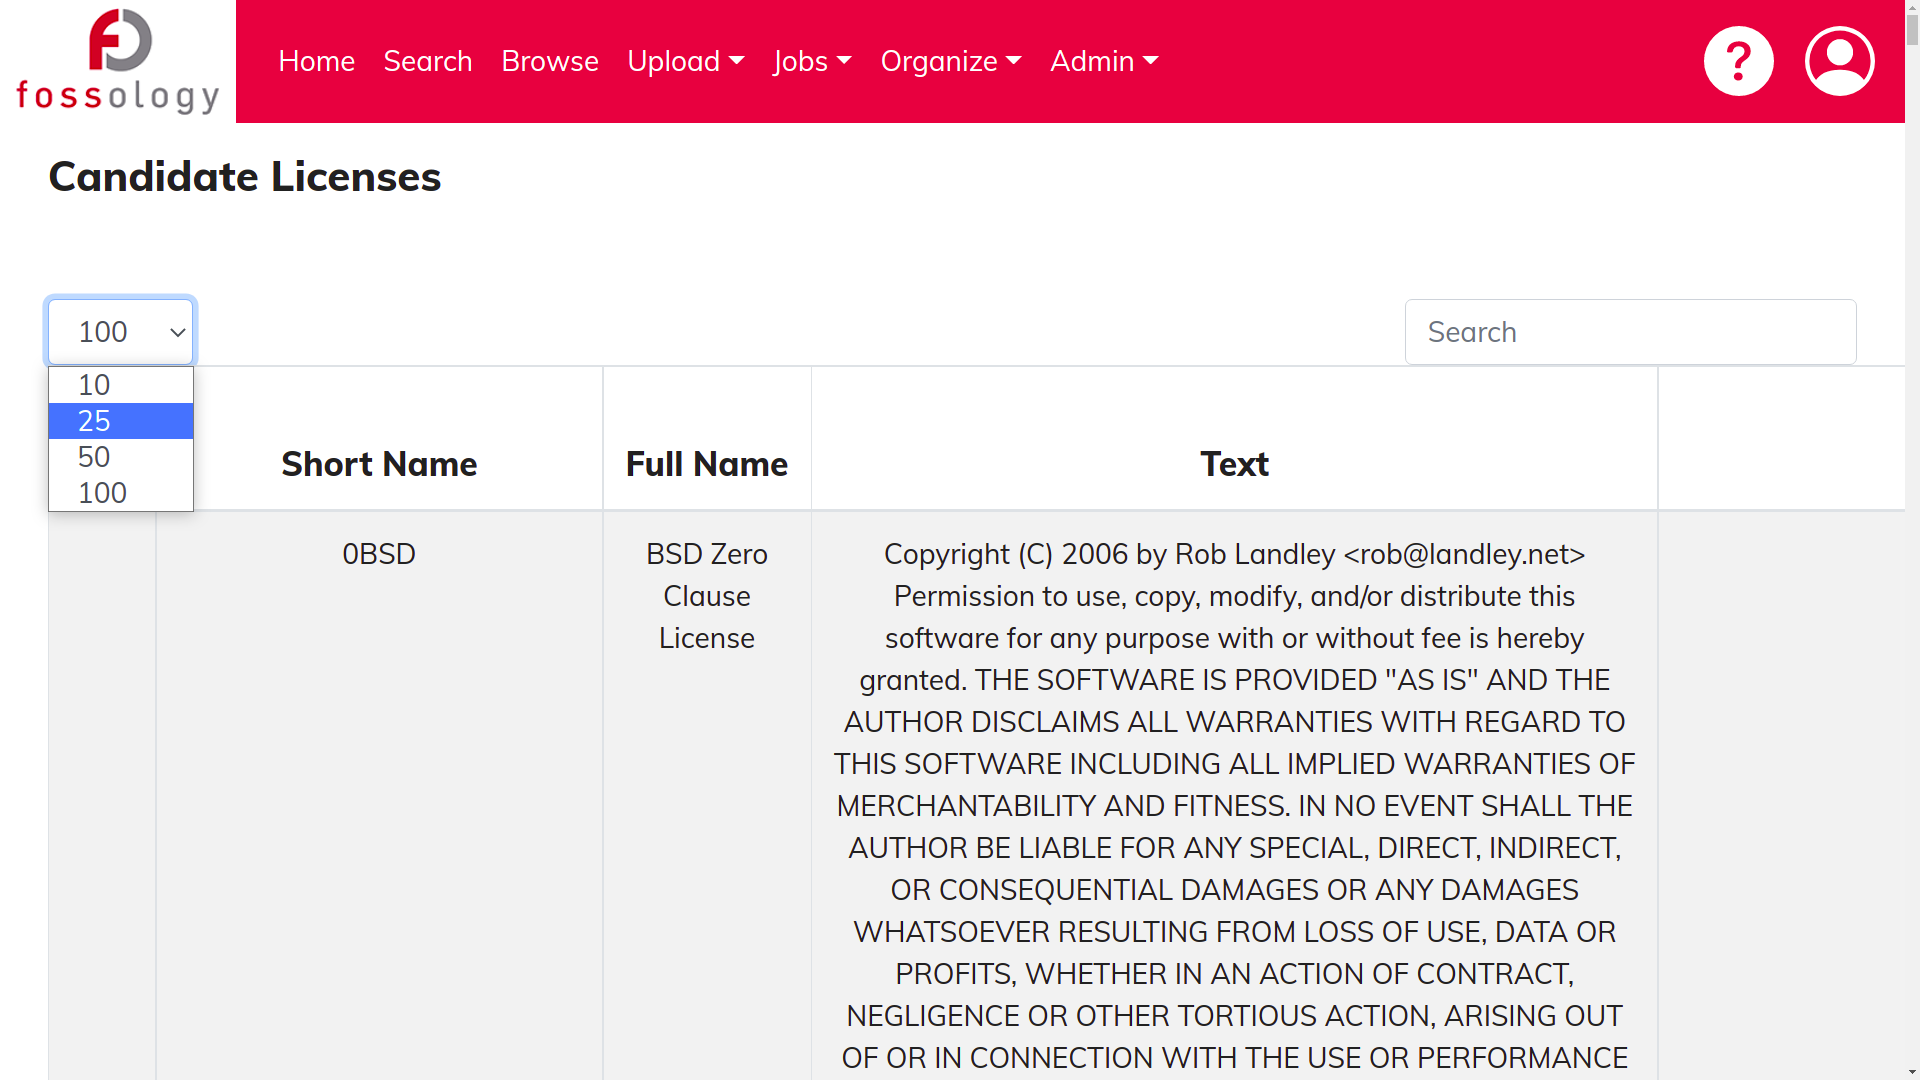 fossology
Home Search Browse Upload Jobs Organize Admin
?
Candidate Licenses
100
Search
10
25
50
100
Short Name Full Name Text
0BSD
BSD Zero
Clause
License
Copyright (C) 2006 by Rob Landley <rob@landley.net>
Permission to use, copy, modify, and/or distribute this
software for any purpose with or without fee is hereby
granted. THE SOFTWARE IS PROVIDED "AS IS" AND THE
AUTHOR DISCLAIMS ALL WARRANTIES WITH REGARD TO
THIS SOFTWARE INCLUDING ALL IMPLIED WARRANTIES OF
MERCHANTABILITY AND FITNESS. IN NO EVENT SHALL THE
AUTHOR BE LIABLE FOR ANY SPECIAL, DIRECT, INDIRECT,
OR CONSEQUENTIAL DAMAGES OR ANY DAMAGES
WHATSOEVER RESULTING FROM LOSS OF USE, DATA OR
PROFITS, WHETHER IN AN ACTION OF CONTRACT,
NEGLIGENCE OR OTHER TORTIOUS ACTION, ARISING OUT
OF OR IN CONNECTION WITH THE USE OR PERFORMANCE